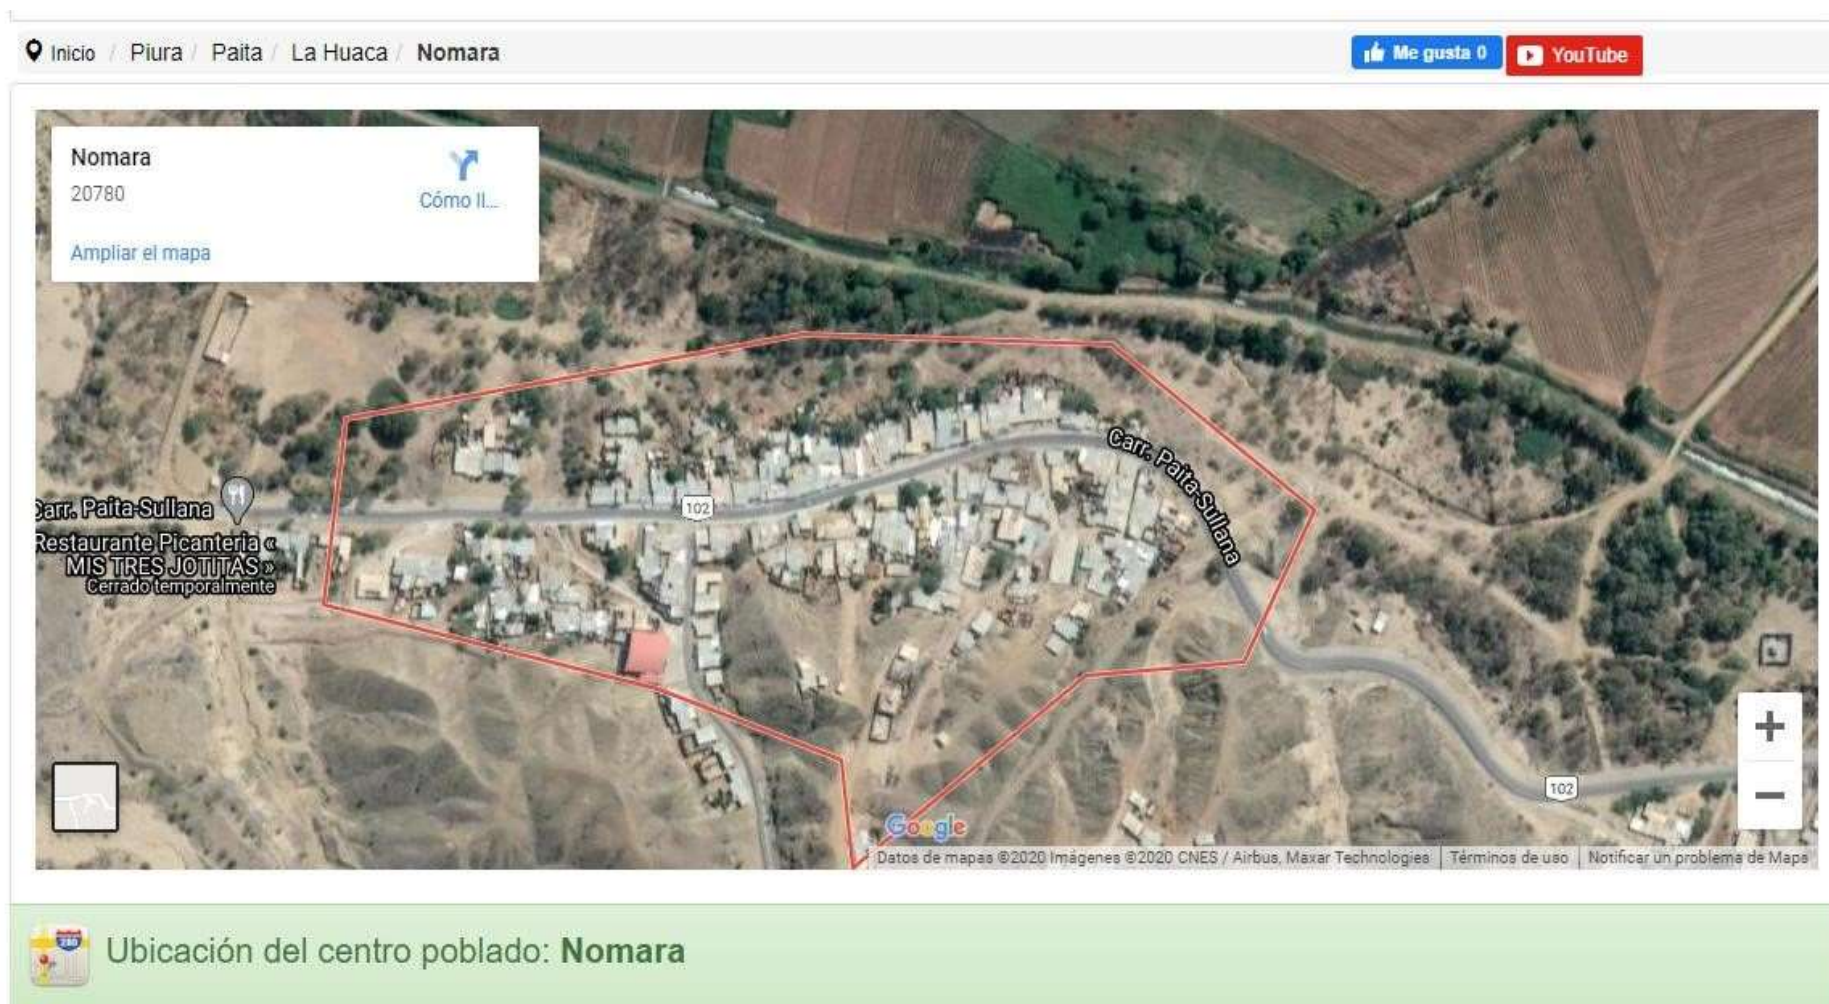 Inicio / Piura / Paita / La Huaca / Nomara
Me gusta 0
YouTube
Nomara
20780
Cómo ll...
Ampliar el mapa
Carr. Paita-Sullana
102
Carr. Paita-Sullana
Restaurante Picanteria «
MIS TRES JOTITAS »
Cerrado temporalmente
102
Google
Datos de mapas ©2020 Imágenes ©2020 CNES / Airbus, Maxar Technologies
Términos de uso
Notificar un problema de Maps
280
Ubicación del centro poblado: Nomara